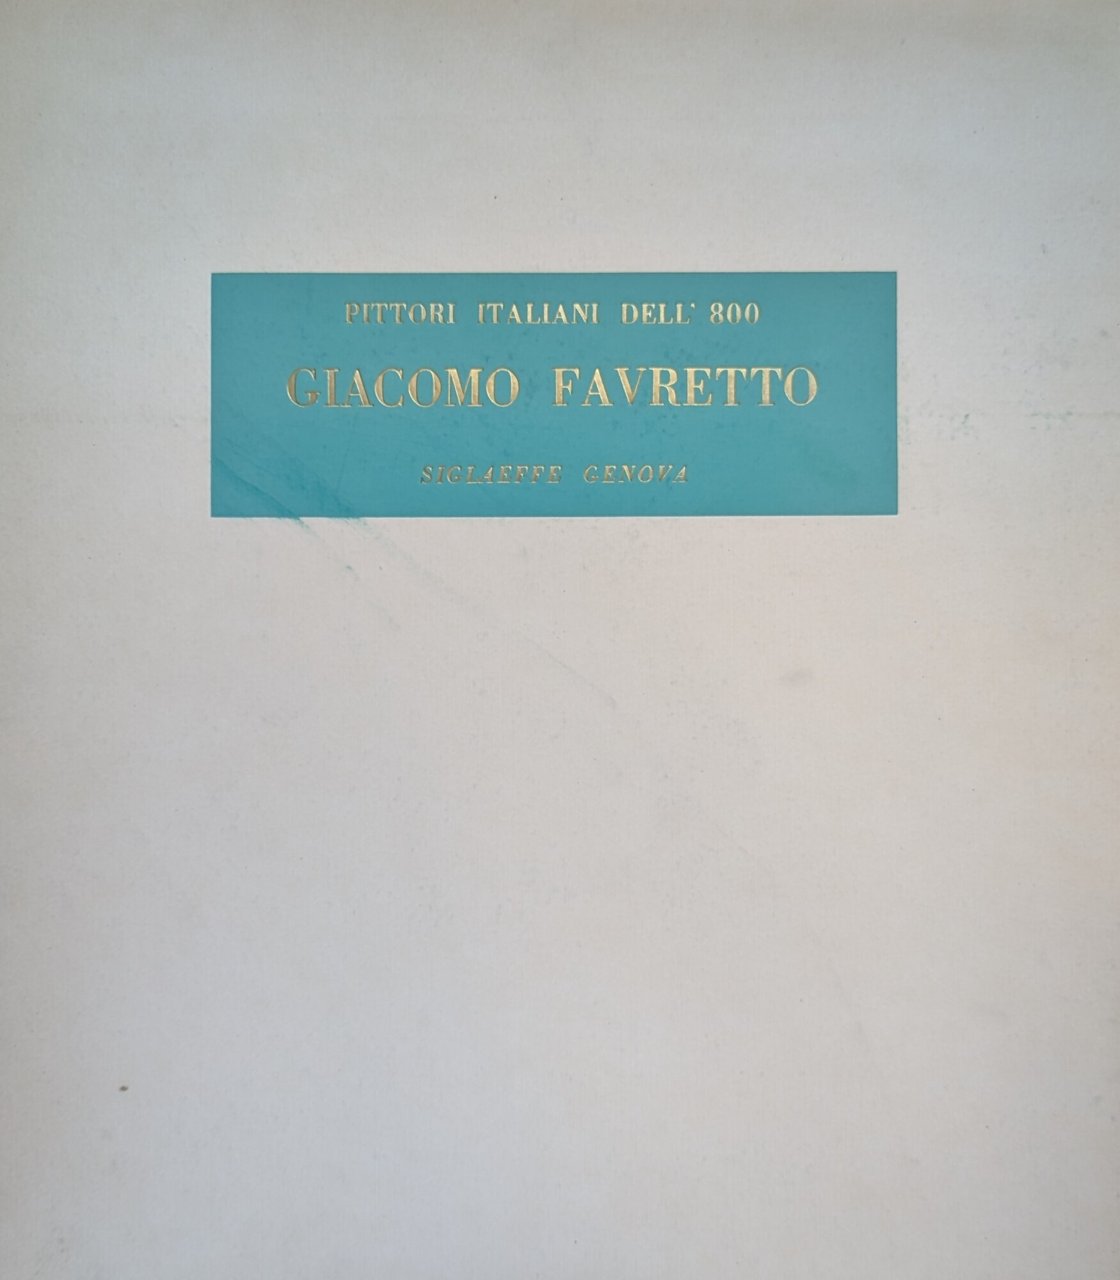 PITTORI ITALIANI DELL' 800
GIACOMO FAVRETTO
SIGLAEFFE GENOVA